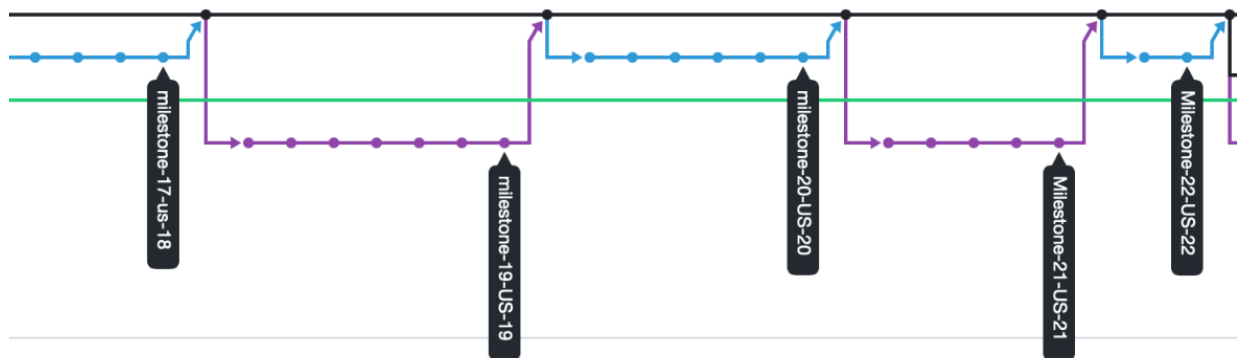 milestone-17-us-18
milestone-19-US-19
milestone-20-US-20
Milestone-21-US-21
Milestone-22-US-22